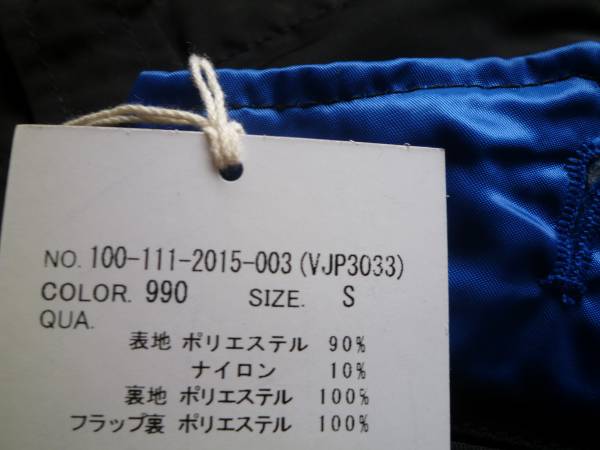 NO. 100-111-2015-003(VJP3033)
COLOR. 990 SIZE. S
QUA.
表地 ポリエステル 90%
ナイロン 10%
裏地 ポリエステル 100%
フラップ裏 ポリエステル 100%